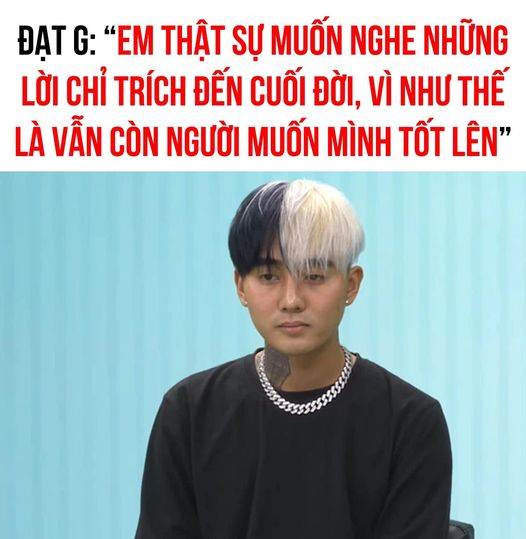 ĐẠT G: “EM THẬT SỰ MUỐN NGHE NHỮNG
LỜI CHỈ TRÍCH ĐẾN CUỐI ĐỜI, VÌ NHƯ THẾ
LÀ VẪN CÒN NGƯỜI MUỐN MÌNH TỐT LÊN”